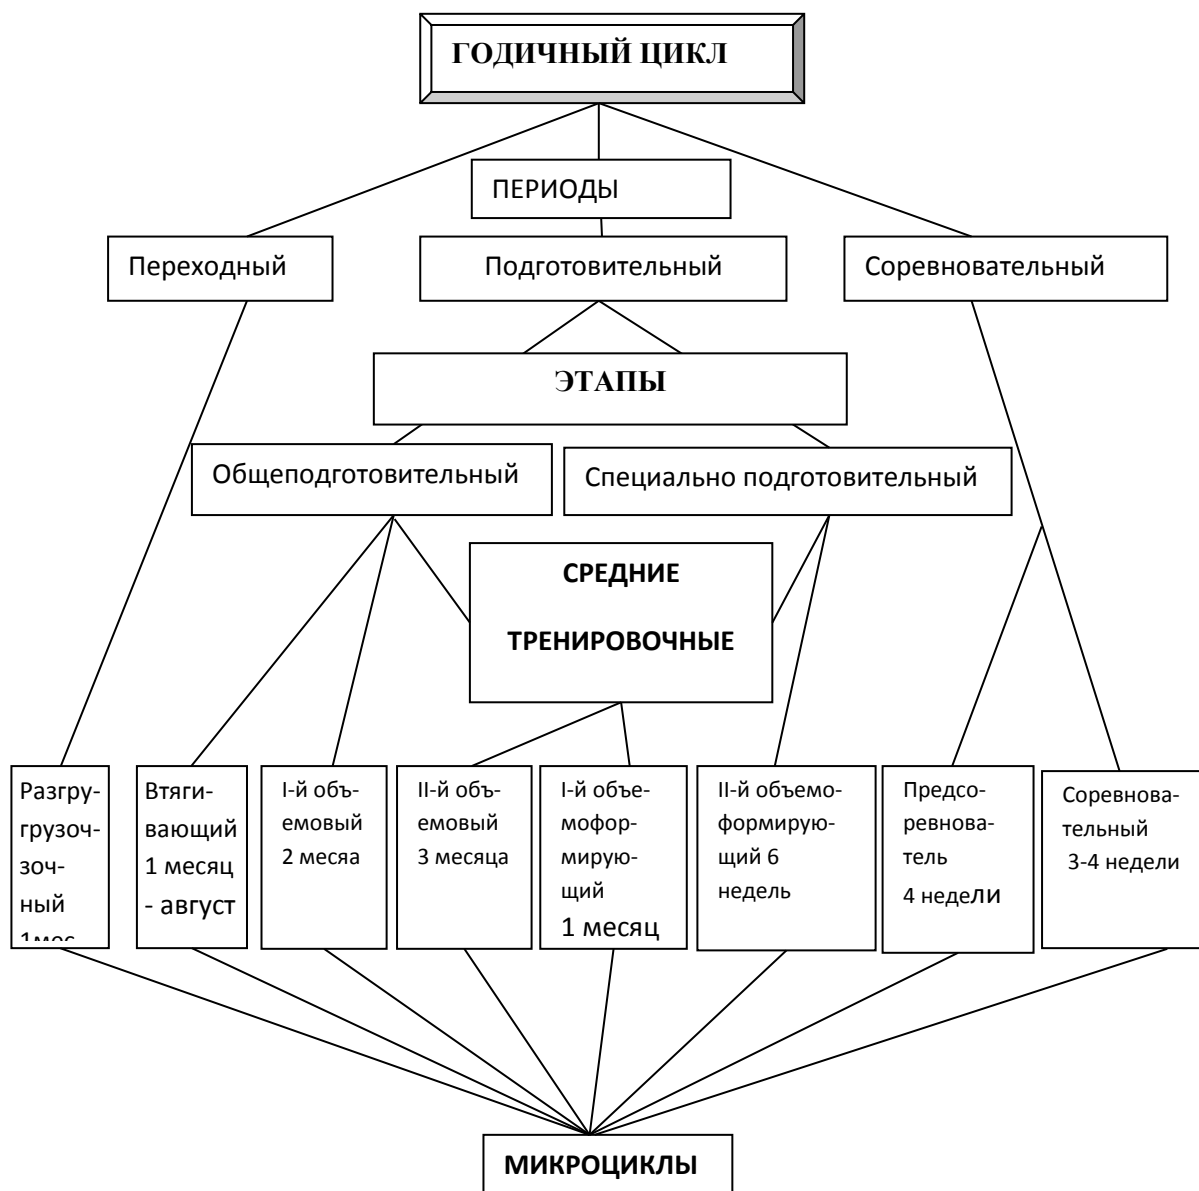 ГОДИЧНЫЙ ЦИКЛ
ПЕРИОДЫ
Переходный
Подготовительный
Соревновательный
ЭТАПЫ
Общеподготовительный
Специально подготовительный
СРЕДНИЕ
ТРЕНИРОВОЧНЫЕ
Разгру-
грузоч-
зоч-
ный
1мес
Втяги-
вающий
1 месяц
- август
I-й объ-
емовый
2 месяа
II-й объ-
емовый
3 месяца
I-й объе-
мофор-
мирую-
щий
1 месяц
II-й объемо-
формирую-
щий 6
недель
Предсо-
ревнова-
тель
4 недели
Соревнова-
тельный
3-4 недели
МИКРОЦИКЛЫ